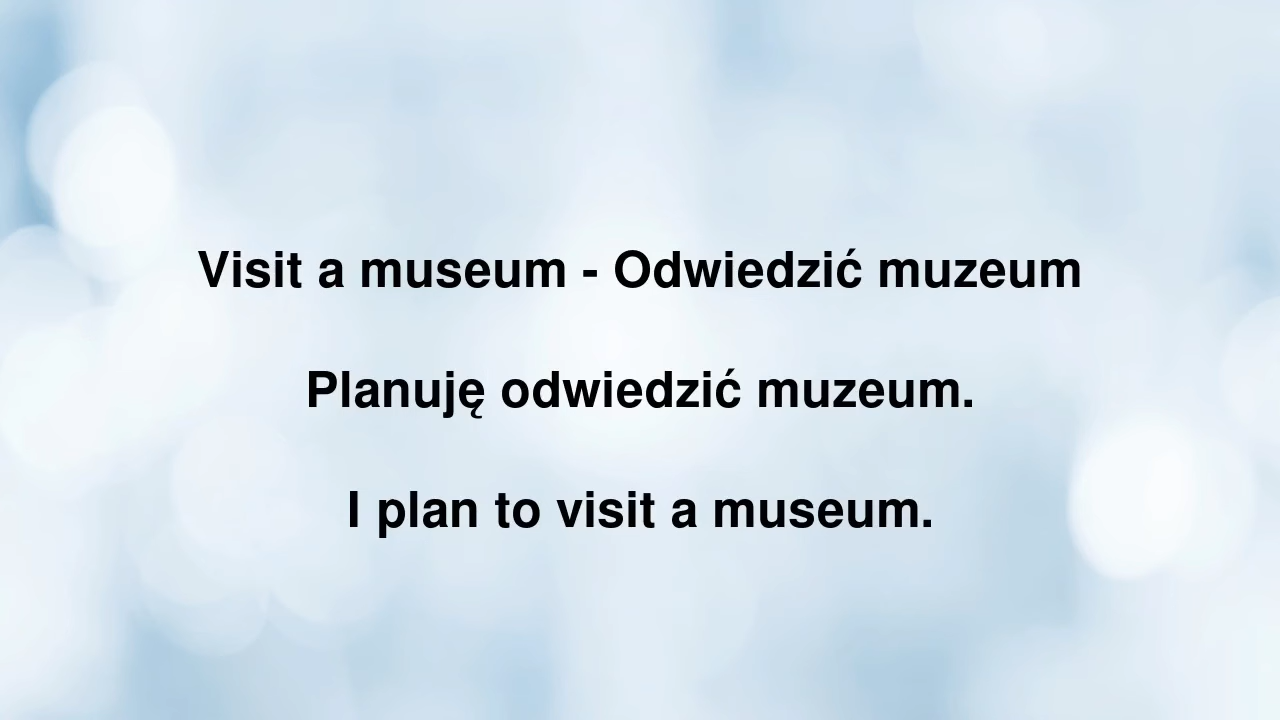 Visit a museum - Odwiedzić muzeum
Planuję odwiedzić muzeum.
I plan to visit a museum.